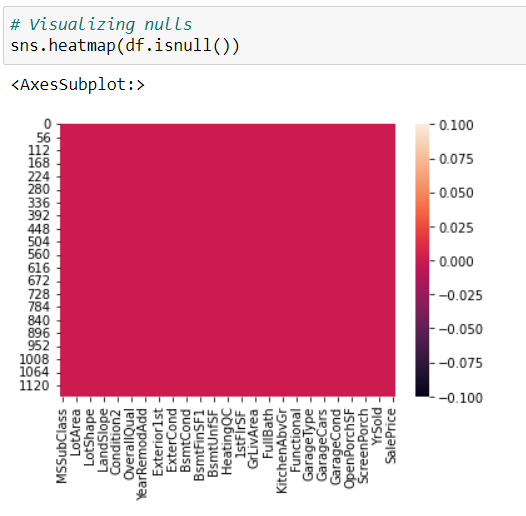 # Visualizing nulls
sns.heatmap(df.isnull())
<AxesSubplot:>
0
56
112
168
224
280
336
392
448
504
560
616
672
728
784
840
896
952
1008
1064
1120
0.100
0.075
0.050
0.025
0.000
−0.025
−0.050
−0.075
−0.100
MSSubClass
LotArea
LotShape
LandSlope
Condition2
OverallQual
YearRemodAdd
Exterior1st
ExterCond
BsmtCond
BsmtFinSF1
BsmtUnfSF
HeatingQC
1stFlrSF
GrLivArea
FullBath
KitchenAbvGr
Functional
GarageType
GarageCars
GarageCond
OpenPorchSF
ScreenPorch
YrSold
SalePrice